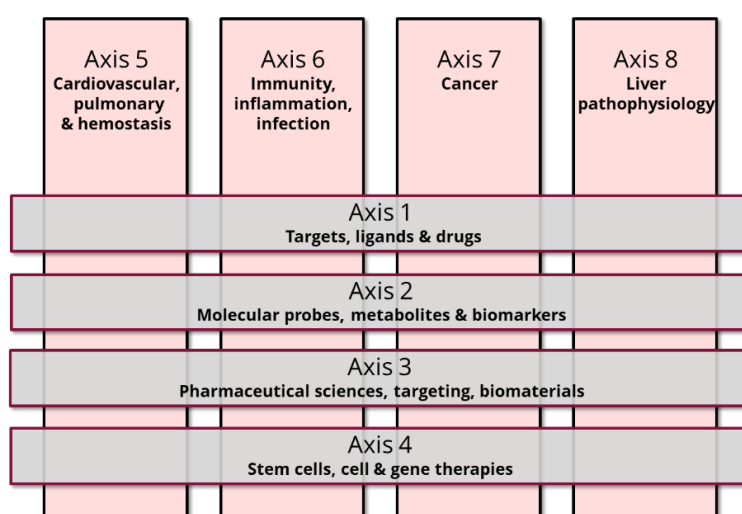 Axis 5
Cardiovascular,
pulmonary
& hemostasis
Axis 6
Immunity,
inflammation,
infection
Axis 7
Cancer
Axis 8
Liver
pathophysiology
Axis 1
Targets, ligands & drugs
Axis 2
Molecular probes, metabolites & biomarkers
Axis 3
Pharmaceutical sciences, targeting, biomaterials
Axis 4
Stem cells, cell & gene therapies